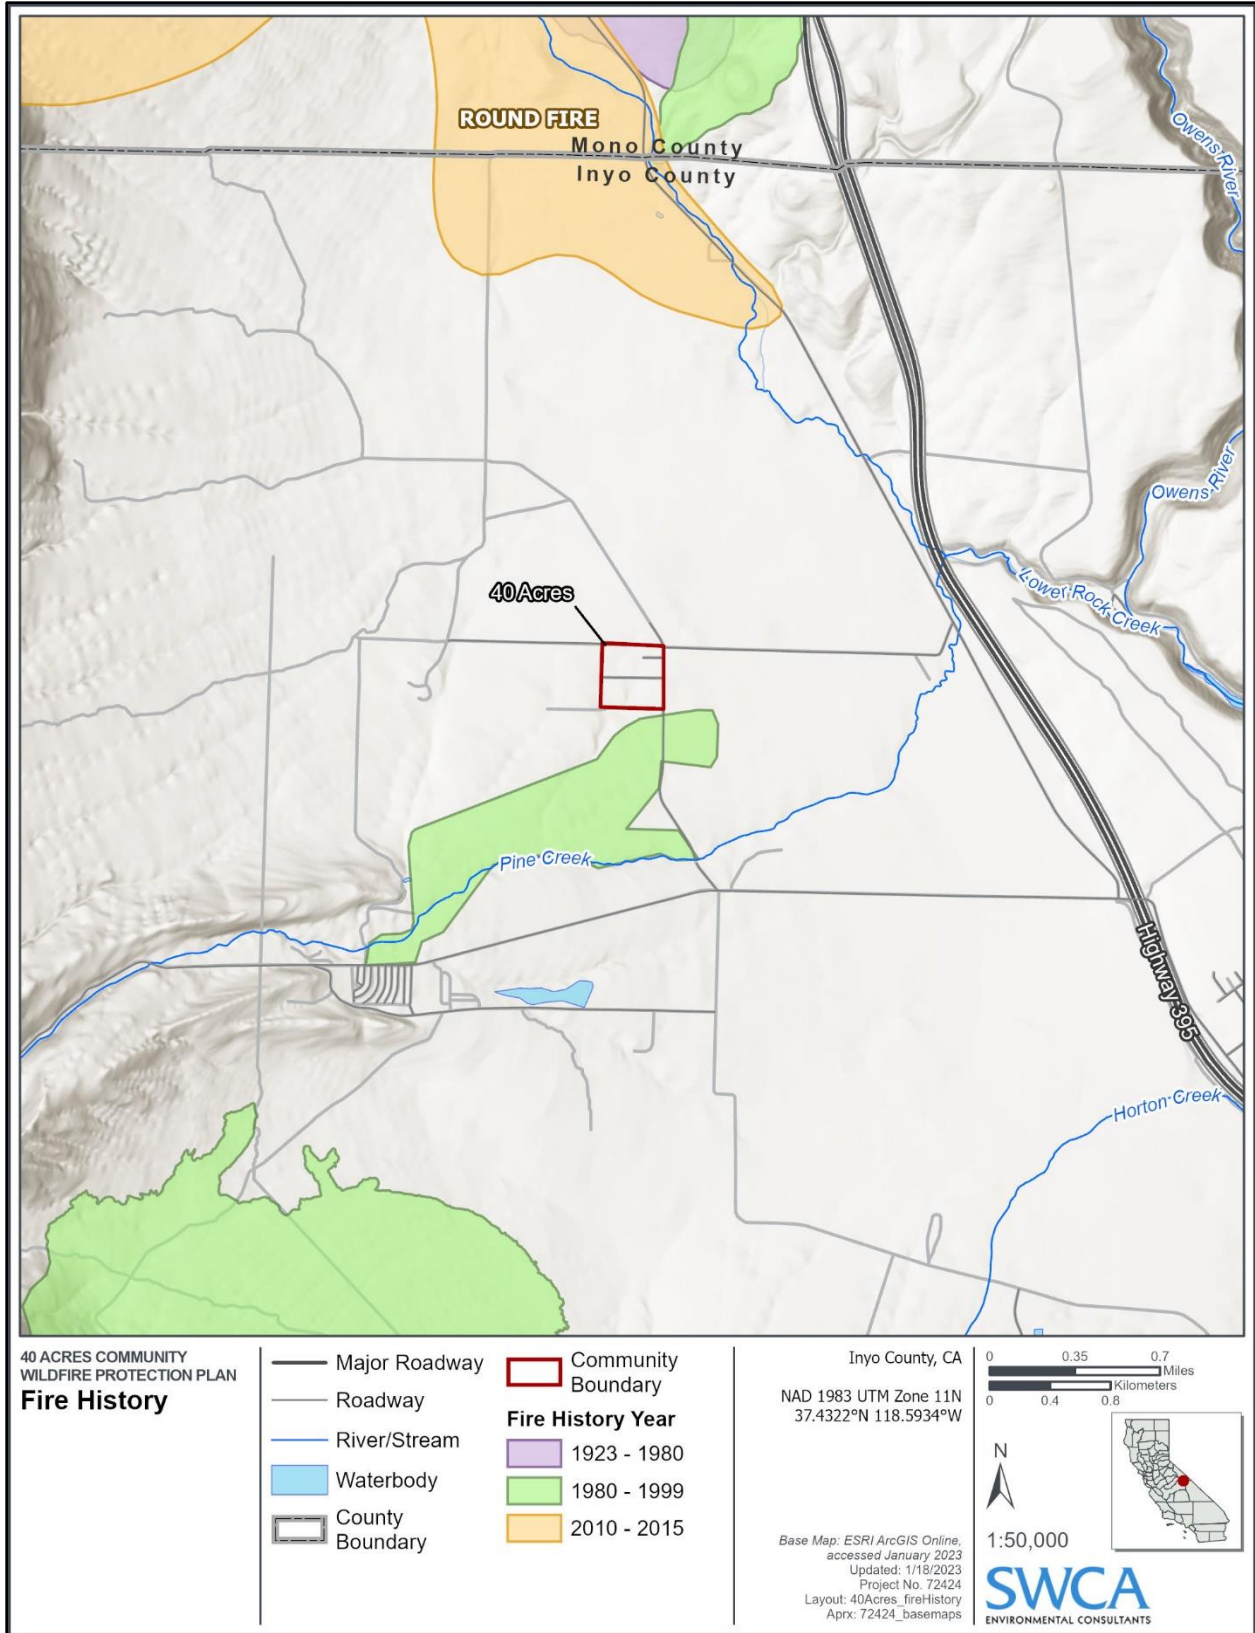 ROUND FIRE
Mono County
Inyo County
Owens River
Owens River
Lower Rock Creek
40 Acres
Pine Creek
Highway 395
Horton Creek
40 ACRES COMMUNITY
WILDFIRE PROTECTION PLAN
Fire History
Major Roadway
Roadway
River/Stream
Waterbody
County
Boundary
Community
Boundary
Fire History Year
1923 - 1980
1980 - 1999
2010 - 2015
Inyo County, CA
NAD 1983 UTM Zone 11N
37.4322°N 118.5934°W
Base Map: ESRI ArcGIS Online,
accessed January 2023
Updated: 1/18/2023
Project No. 72424
Layout: 40Acres_fireHistory
Aprx: 72424_basemaps
0 0.35 0.7
Miles
Kilometers
0 0.4 0.8
N
1:50,000
SWCA
ENVIRONMENTAL CONSULTANTS